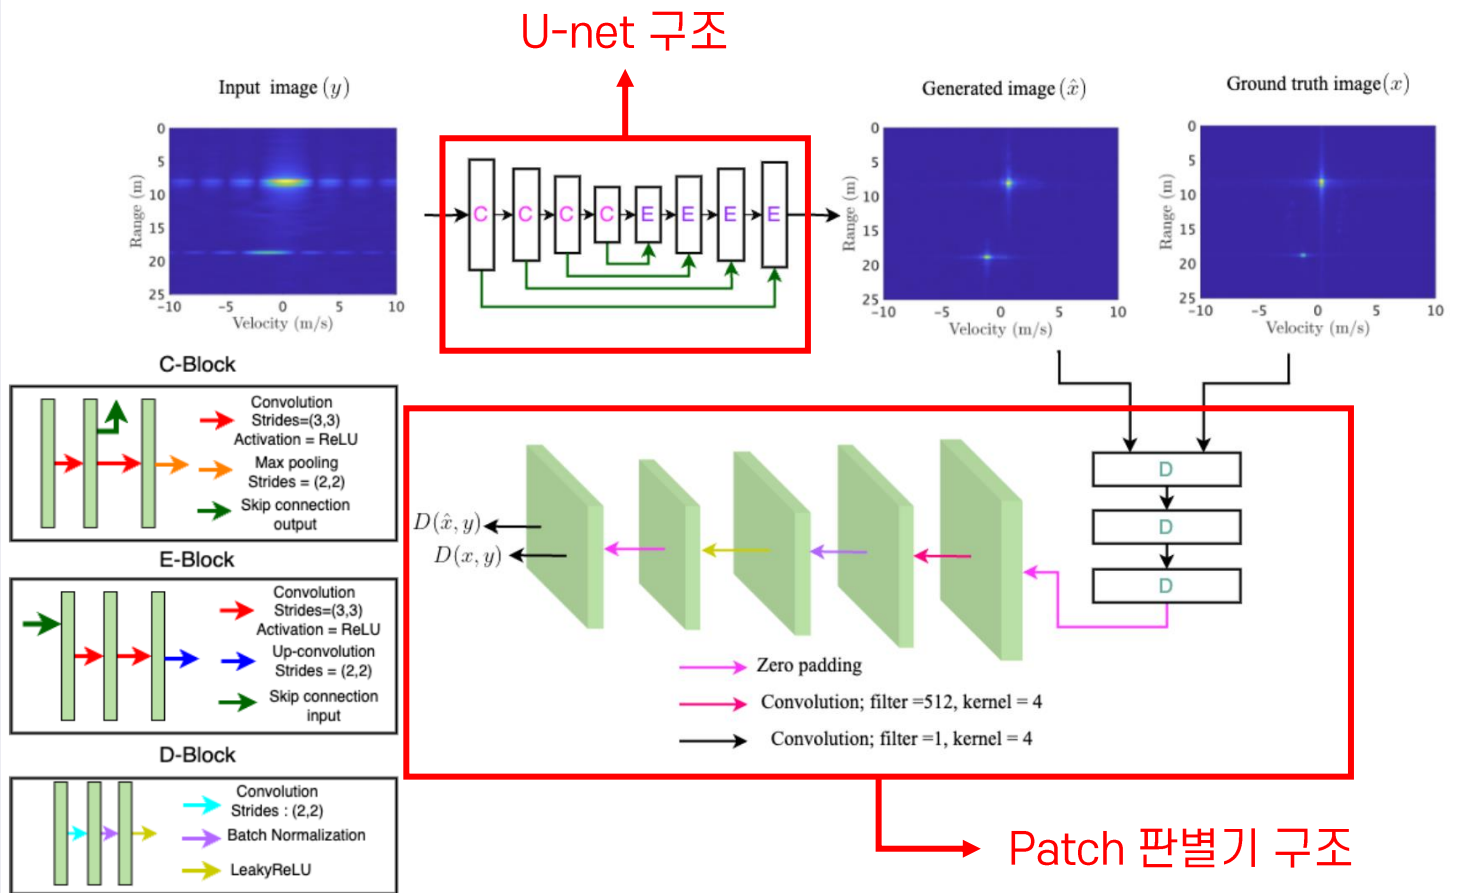 U-net 구조
Input image (y)
Generated image (x̂)
Ground truth image(x)
0
5
10
15
20
25
Range (m)
−10
−5
0
5
10
Velocity (m/s)
C
C
C
C
E
E
E
E
0
5
10
15
20
25
Range (m)
−10
−5
0
5
10
Velocity (m/s)
0
5
10
15
20
25
Range (m)
−10
−5
0
5
10
Velocity (m/s)
C-Block
Convolution
Strides=(3,3)
Activation = ReLU
Max pooling
Strides = (2,2)
Skip connection
output
E-Block
Convolution
Strides=(3,3)
Activation = ReLU
Up-convolution
Strides = (2,2)
Skip connection
input
D-Block
Convolution
Strides : (2,2)
Batch Normalization
LeakyReLU
D
D
D
D(x̂, y)
D(x, y)
Zero padding
Convolution; filter =512, kernel = 4
Convolution; filter =1, kernel = 4
Patch 판별기 구조